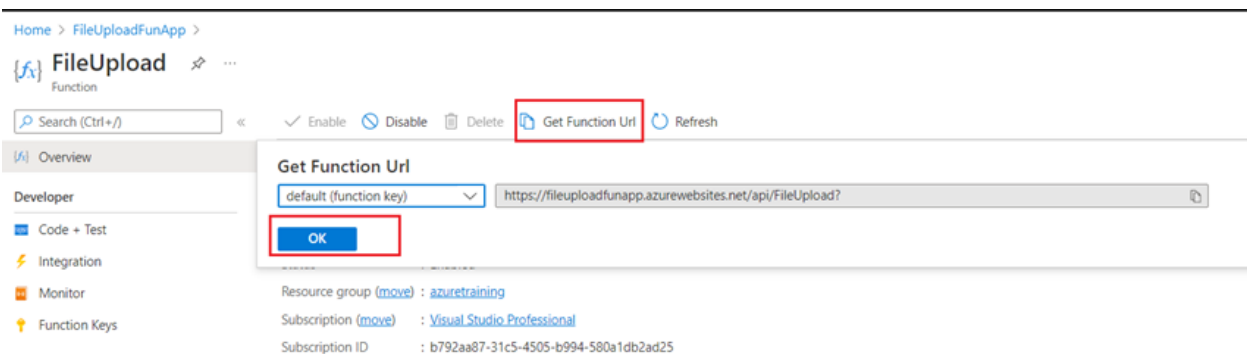 Home > FileUploadFunApp >
{fx} FileUpload ...
Function
Search (Ctrl+/) «
Enable Disable Delete Get Function Url Refresh
{fx} Overview
Get Function Url
default (function key) https://fileuploadfunapp.azurewebsites.net/api/FileUpload?
Developer
Code + Test
OK
Integration
Monitor
Resource group (move) : azuretraining
Function Keys
Subscription (move) : Visual Studio Professional
Subscription ID : b792aa87-31c5-4505-b994-580a1db2ad25